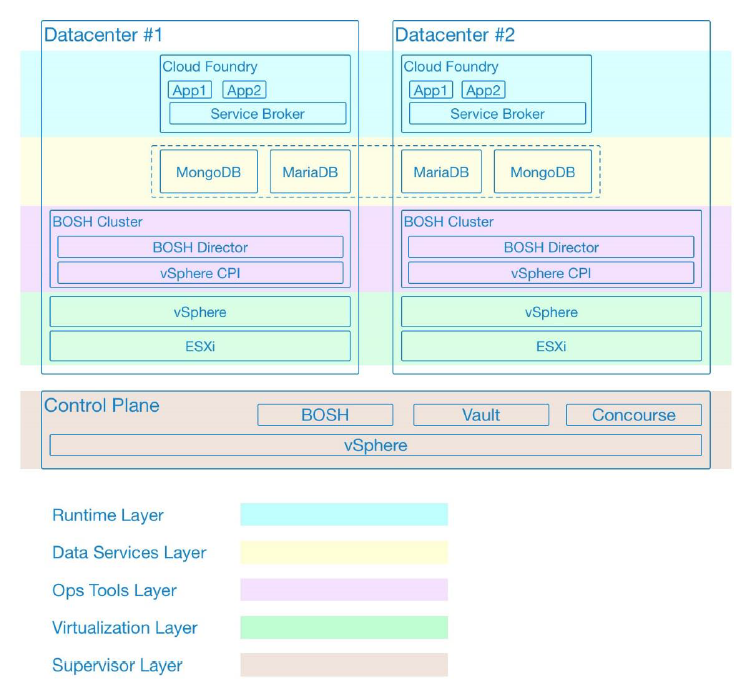 Datacenter #1
Datacenter #2
Cloud Foundry
Cloud Foundry
App1 App2
App1 App2
Service Broker
Service Broker
MongoDB MariaDB MariaDB MongoDB
BOSH Cluster
BOSH Cluster
BOSH Director
BOSH Director
vSphere CPI
vSphere CPI
vSphere
vSphere
ESXi
ESXi
Control Plane
BOSH Vault Concourse
vSphere
Runtime Layer
Data Services Layer
Ops Tools Layer
Virtualization Layer
Supervisor Layer